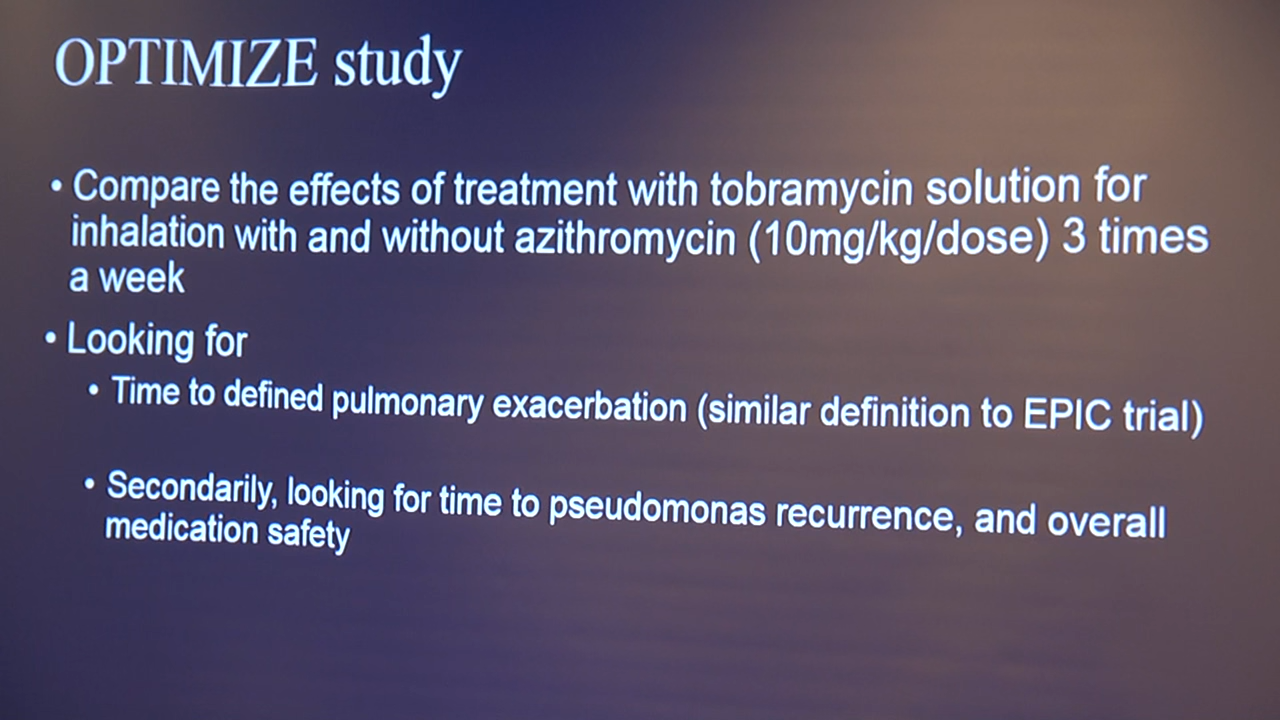 OPTIMIZE study
• Compare the effects of treatment with tobramycin solution for
inhalation with and without azithromycin (10mg/kg/dose) 3 times
a week
• Looking for
• Time to defined pulmonary exacerbation (similar definition to EPIC trial)
• Secondarily, looking for time to pseudomonas recurrence, and overall
medication safety